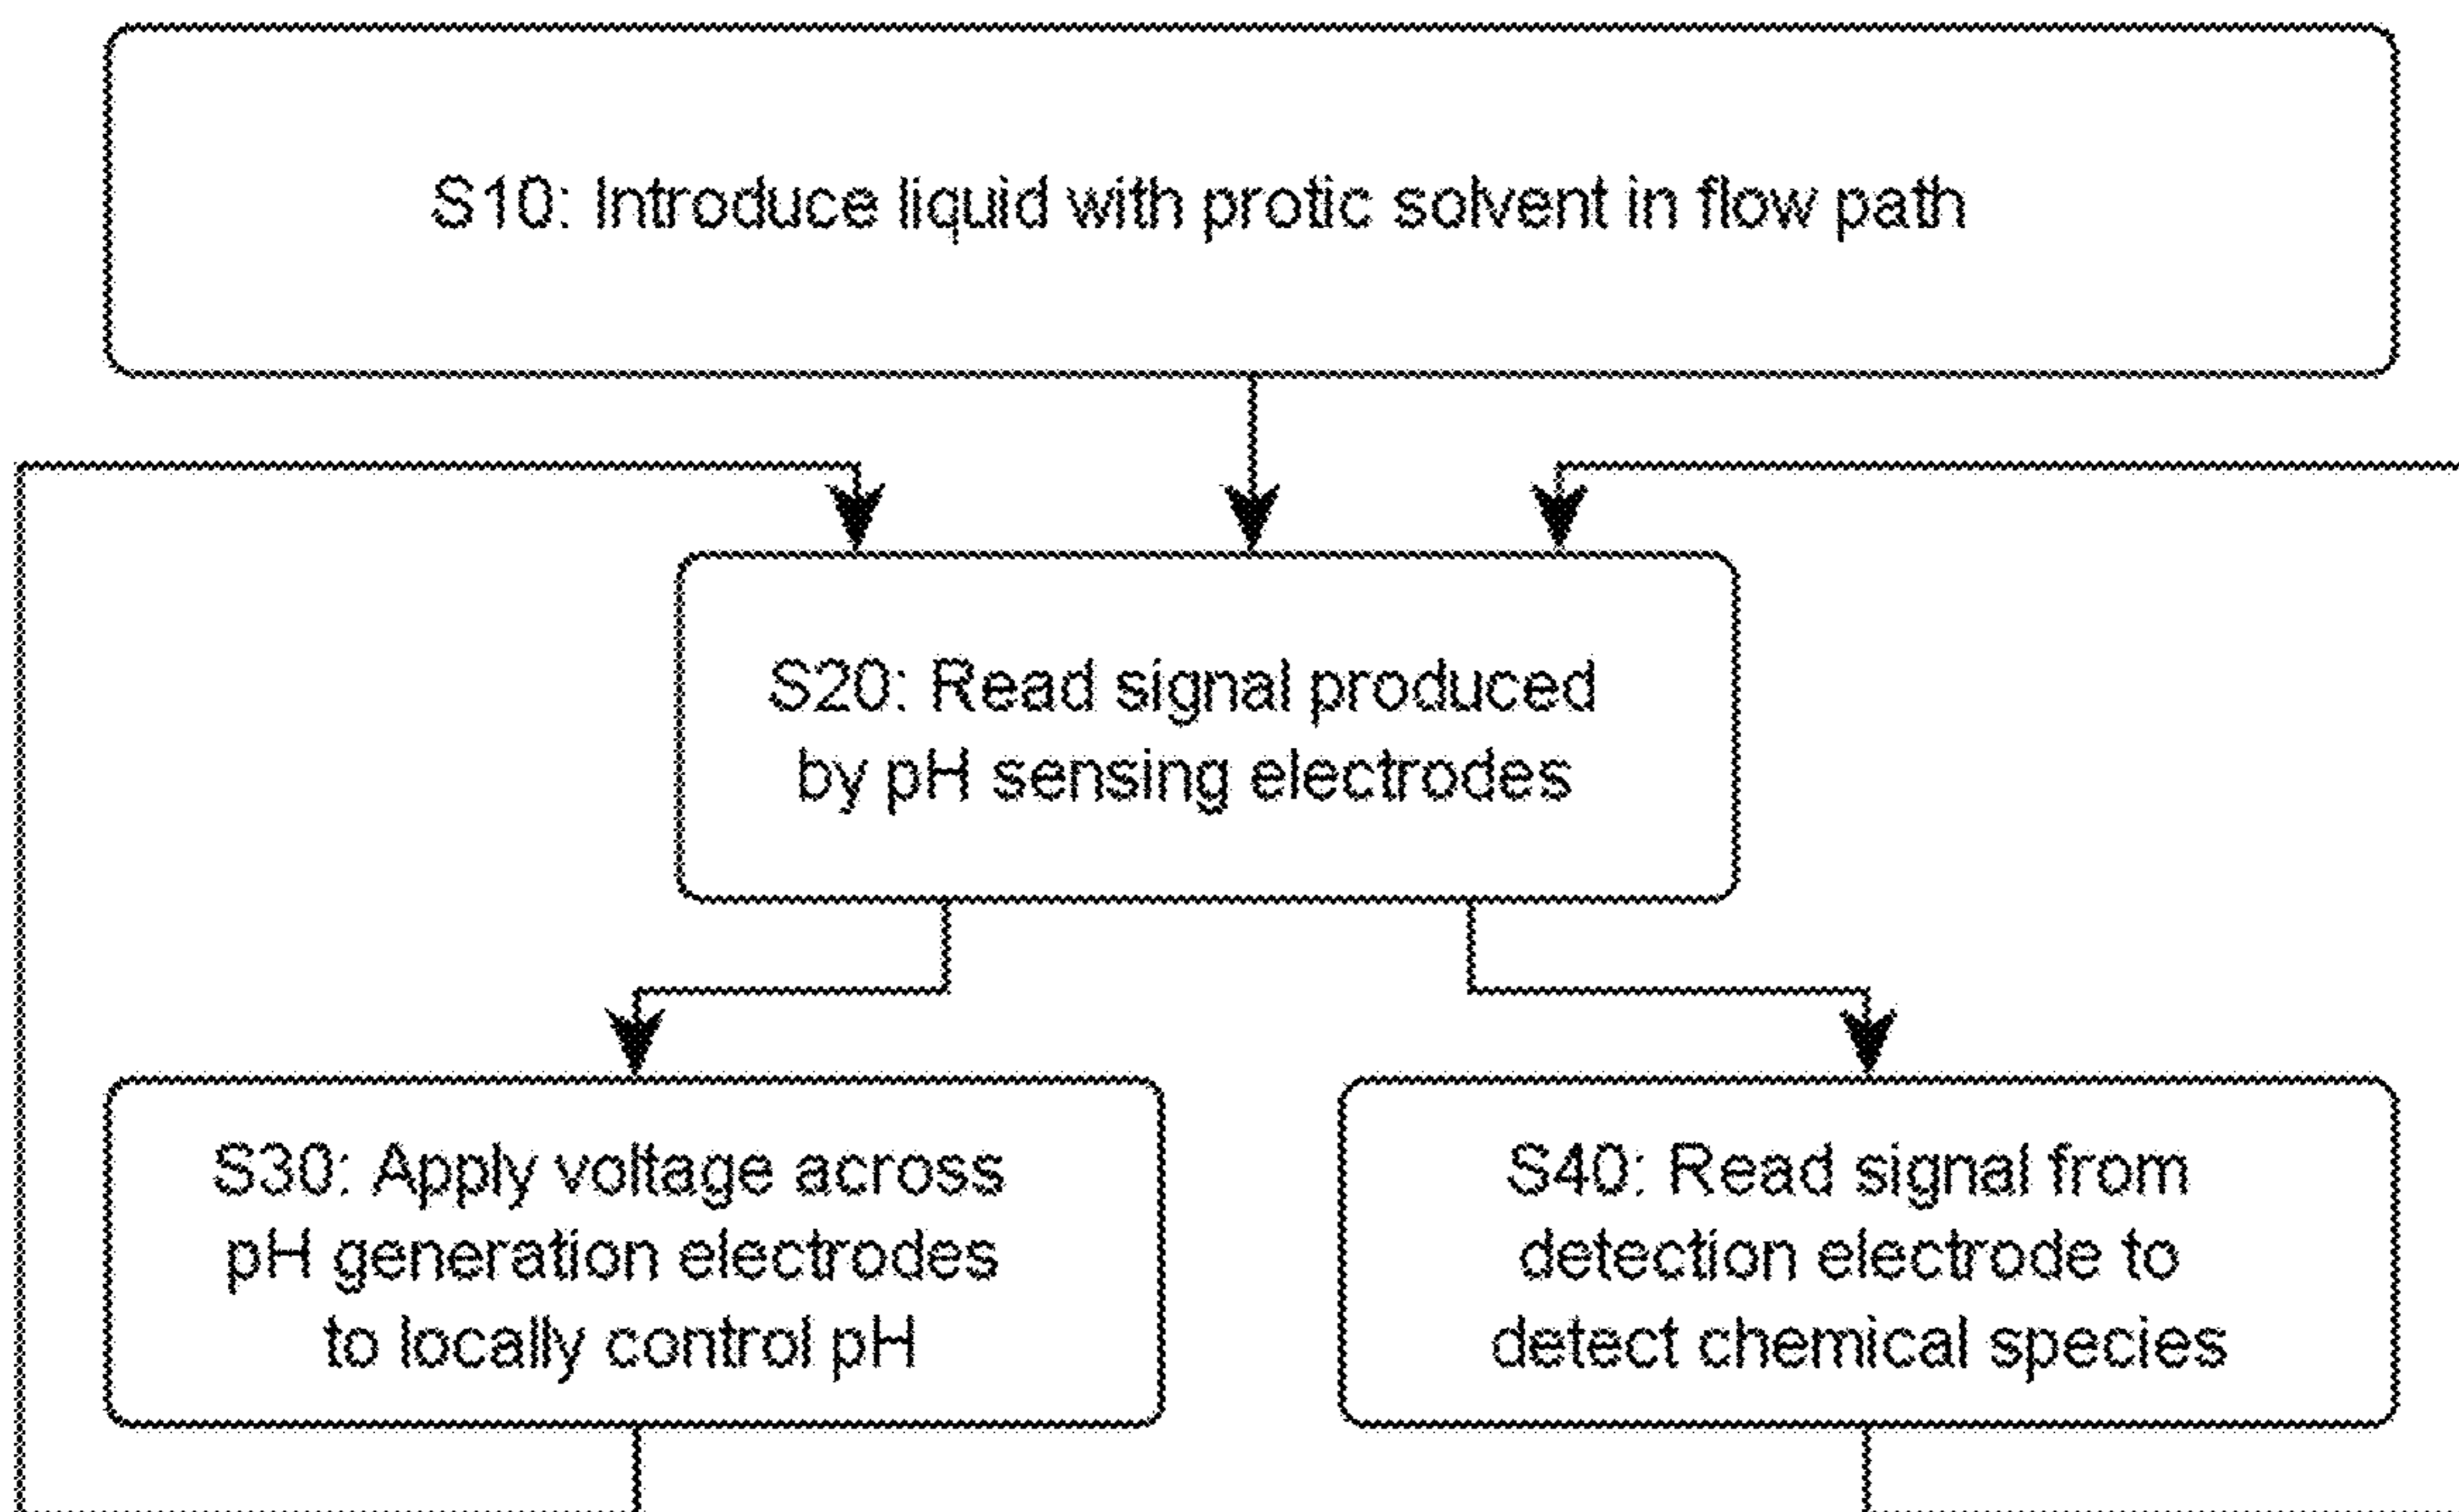 S10: Introduce liquid with protic solvent in flow path
S20: Read signal produced
by pH sensing electrodes
S30: Apply voltage across
pH generation electrodes
to locally control pH
S40: Read signal from
detection electrode to
detect chemical species